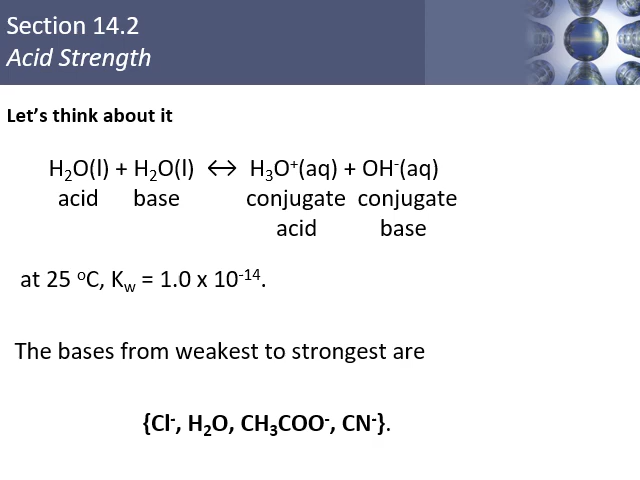 Section 14.2
Acid Strength
Let's think about it
H₂O(l) + H₂O(l) ↔ H₃O⁺(aq) + OH⁻(aq)
acid base conjugate conjugate
acid base
at 25 ºC, K𝓌 = 1.0 x 10⁻¹⁴.
The bases from weakest to strongest are
{Cl⁻, H₂O, CH₃COO⁻, CN⁻}.